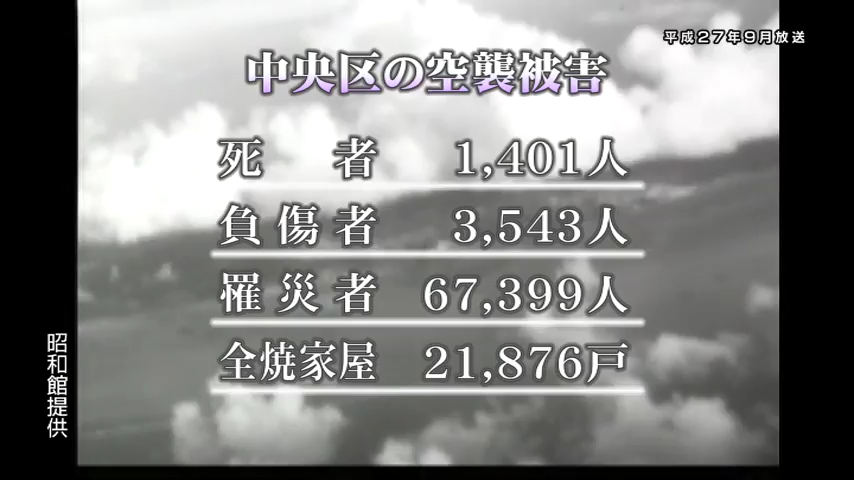 平成27年9月放送
中央区の空襲被害
死者 1,401人
負傷者 3,543人
罹災者 67,399人
全焼家屋 21,876戸
昭和館提供